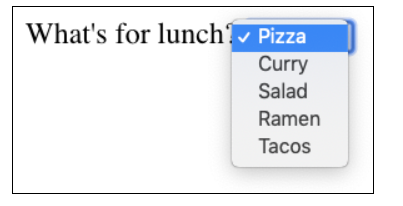 What's for lunch?
✓ Pizza
Curry
Salad
Ramen
Tacos